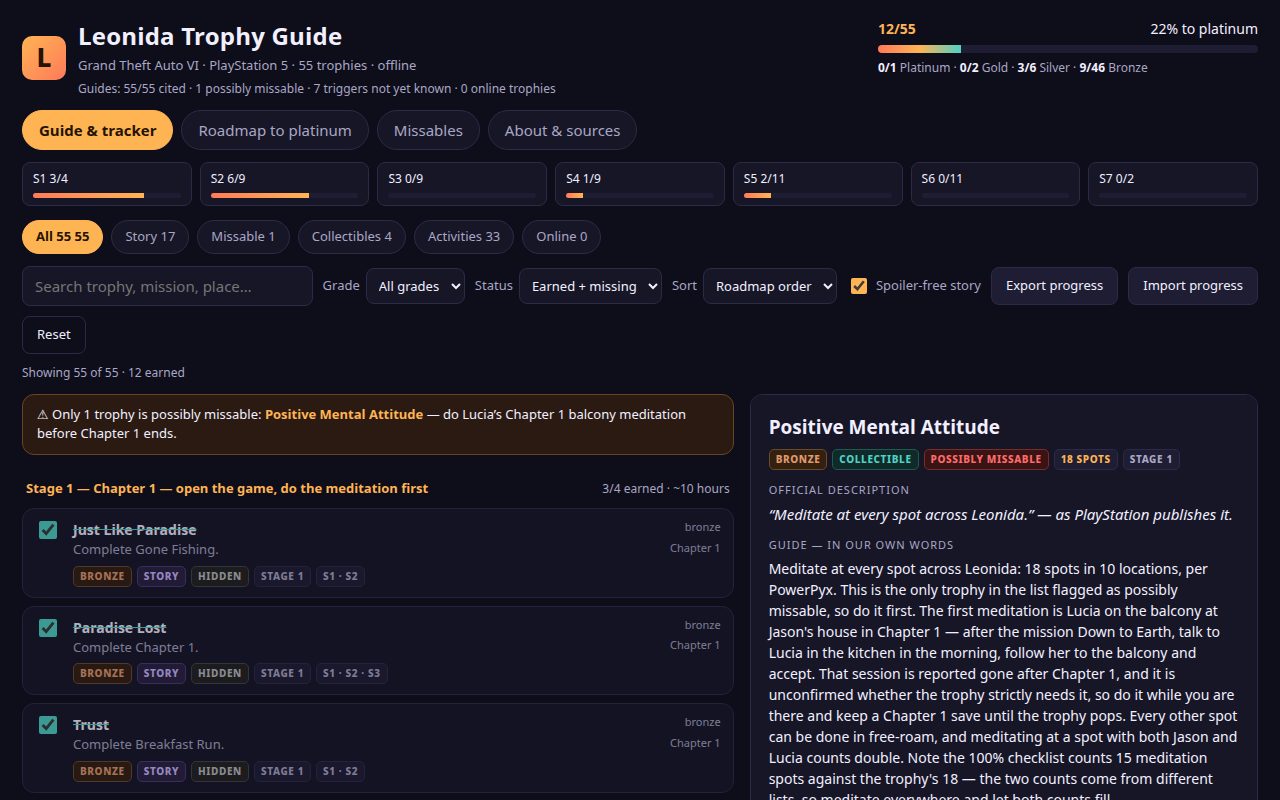 L
Leonida Trophy Guide
Grand Theft Auto VI · PlayStation 5 · 55 trophies · offline
Guides: 55/55 cited · 1 possibly missable · 7 triggers not yet known · 0 online trophies
12/55 22% to platinum
0/1 Platinum · 0/2 Gold · 3/6 Silver · 9/46 Bronze
Guide & tracker Roadmap to platinum Missables About & sources
S1 3/4 S2 6/9 S3 0/9 S4 1/9 S5 2/11 S6 0/11 S7 0/2
All 55 55 Story 17 Missable 1 Collectibles 4 Activities 33 Online 0
Search trophy, mission, place... Grade All grades Status Earned + missing Sort Roadmap order Spoiler-free story Export progress Import progress
Reset
Showing 55 of 55 · 12 earned
⚠ Only 1 trophy is possibly missable: Positive Mental Attitude — do Lucia’s Chapter 1 balcony meditation
before Chapter 1 ends.
Stage 1 — Chapter 1 — open the game, do the meditation first 3/4 earned · ~10 hours
Just Like Paradise bronze
Complete Gone Fishing. Chapter 1
BRONZE STORY HIDDEN STAGE 1 S1 · S2
Paradise Lost bronze
Complete Chapter 1. Chapter 1
BRONZE STORY HIDDEN STAGE 1 S1 · S2 · S3
Trust bronze
Complete Breakfast Run. Chapter 1
BRONZE STORY HIDDEN STAGE 1 S1 · S2
Positive Mental Attitude
BRONZE COLLECTIBLE POSSIBLY MISSABLE 18 SPOTS STAGE 1
OFFICIAL DESCRIPTION
“Meditate at every spot across Leonida.” — as PlayStation publishes it.
GUIDE — IN OUR OWN WORDS
Meditate at every spot across Leonida: 18 spots in 10 locations, per
PowerPyx. This is the only trophy in the list flagged as possibly
missable, so do it first. The first meditation is Lucia on the balcony at
Jason's house in Chapter 1 — after the mission Down to Earth, talk to
Lucia in the kitchen in the morning, follow her to the balcony and
accept. That session is reported gone after Chapter 1, and it is
unconfirmed whether the trophy strictly needs it, so do it while you are
there and keep a Chapter 1 save until the trophy pops. Every other spot
can be done in free-roam, and meditating at a spot with both Jason and
Lucia counts double. Note the 100% checklist counts 15 meditation
spots against the trophy's 18 — the two counts come from different
lists, so meditate everywhere and let both counts fill.